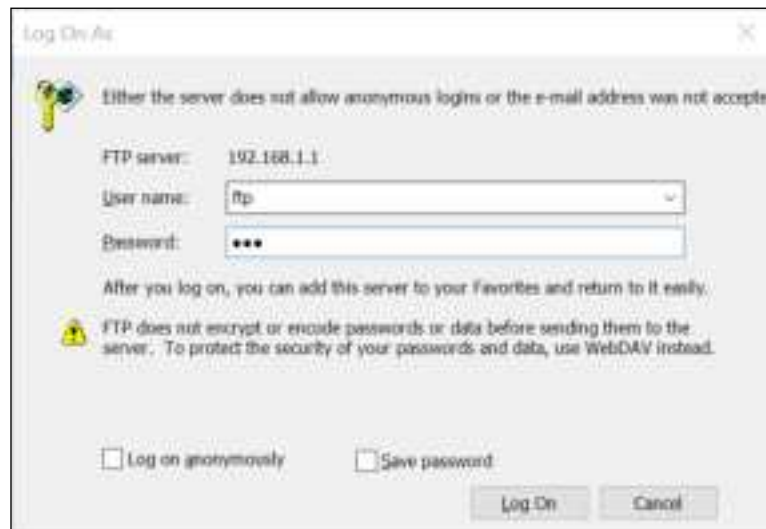 Log On As
Either the server does not allow anonymous logins or the e-mail address was not accepte
FTP server: 192.168.1.1
User name: ftp
Password: •••
After you log on, you can add this server to your Favorites and return to it easily.
FTP does not encrypt or encode passwords or data before sending them to the
server. To protect the security of your passwords and data, use WebDAV instead.
Log on anonymously Save password
Log On Cancel